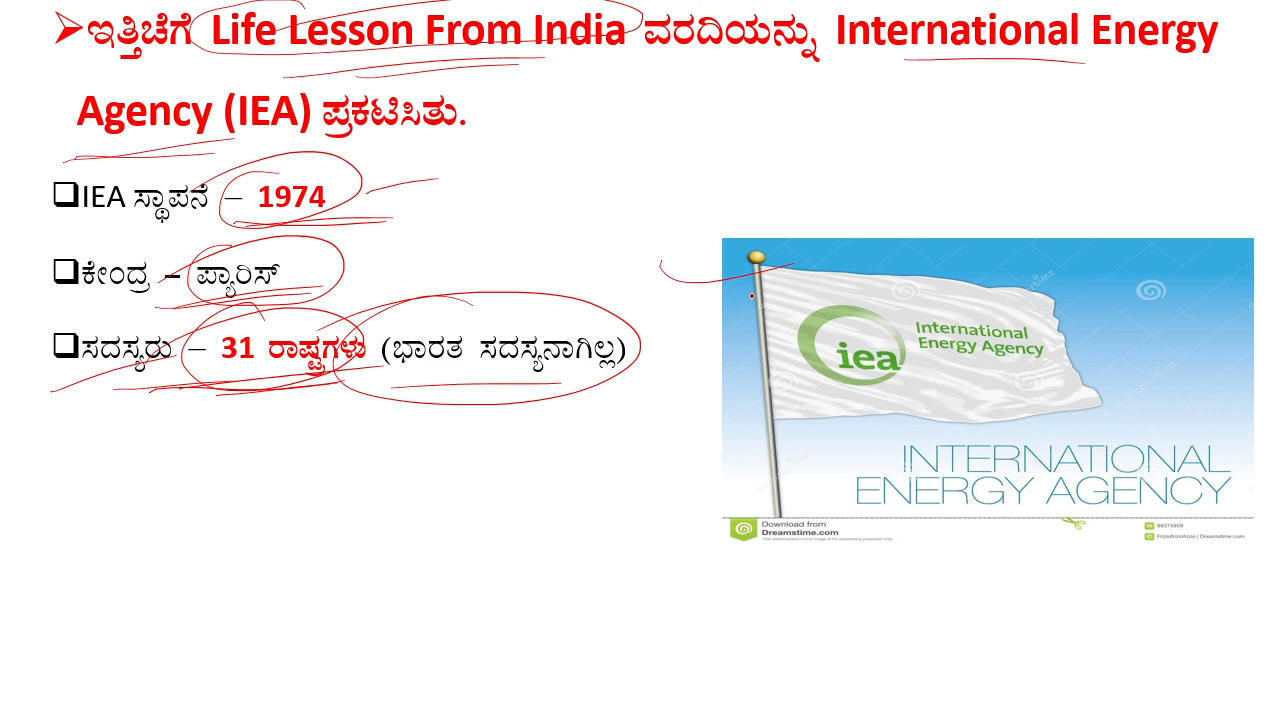 ➢ಇತ್ತಿಚೆಗೆ Life Lesson From India ವರದಿಯನ್ನು International Energy
Agency (IEA) ಪ್ರಕಟಿಸಿತು.
❑IEA ಸ್ಥಾಪನೆ – 1974
❑ಕೇಂದ್ರ – ಪ್ಯಾರಿಸ್
❑ಸದಸ್ಯರು – 31 ರಾಷ್ಟ್ರಗಳು (ಭಾರತ ಸದಸ್ಯನಾಗಿಲ್ಲ)
International
Energy Agency
iea
INTERNATIONAL
ENERGY AGENCY
Download from
Dreamstime.com